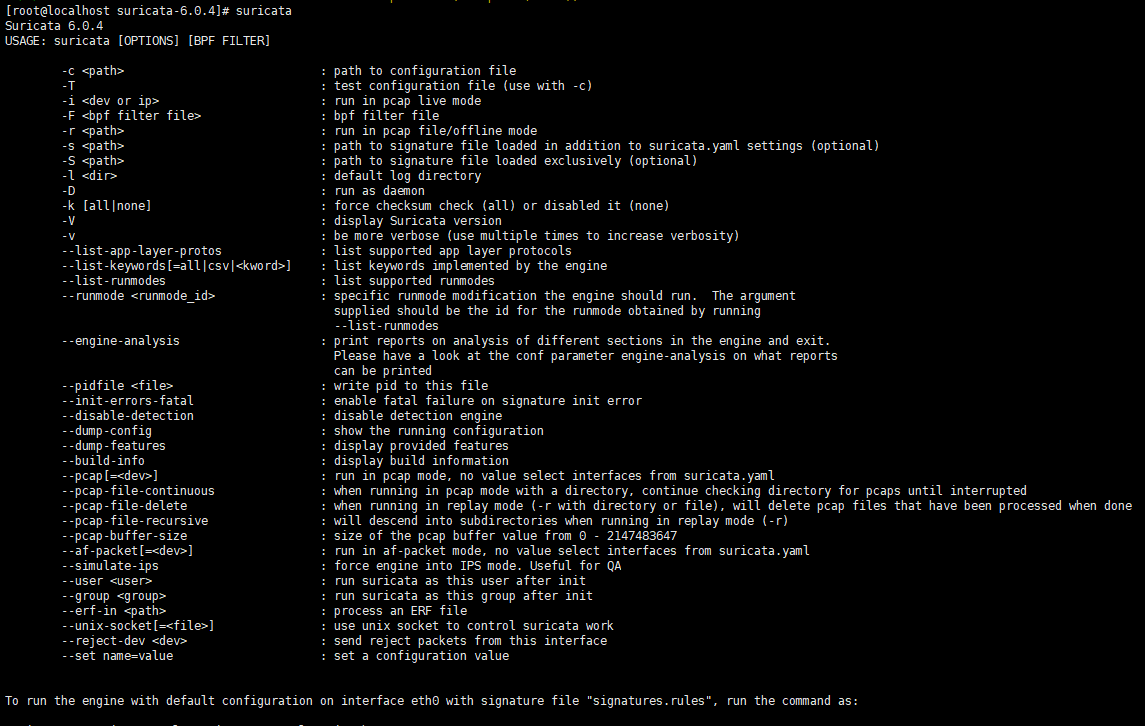 [root@localhost suricata-6.0.4]# suricata
Suricata 6.0.4
USAGE: suricata [OPTIONS] [BPF FILTER]
-c <path> : path to configuration file
-T : test configuration file (use with -c)
-i <dev or ip> : run in pcap live mode
-F <bpf filter file> : bpf filter file
-r <path> : run in pcap file/offline mode
-s <path> : path to signature file loaded in addition to suricata.yaml settings (optional)
-S <path> : path to signature file loaded exclusively (optional)
-l <dir> : default log directory
-D : run as daemon
-k [all|none] : force checksum check (all) or disabled it (none)
-V : display Suricata version
-v : be more verbose (use multiple times to increase verbosity)
--list-app-layer-protos : list supported app layer protocols
--list-keywords[=all|csv|<kword>] : list keywords implemented by the engine
--list-runmodes : list supported runmodes
--runmode <runmode_id> : specific runmode modification the engine should run.  The argument
supplied should be the id for the runmode obtained by running
--list-runmodes
--engine-analysis : print reports on analysis of different sections in the engine and exit.
Please have a look at the conf parameter engine-analysis on what reports
can be printed
--pidfile <file> : write pid to this file
--init-errors-fatal : enable fatal failure on signature init error
--disable-detection : disable detection engine
--dump-config : show the running configuration
--dump-features : display provided features
--build-info : display build information
--pcap[=<dev>] : run in pcap mode, no value select interfaces from suricata.yaml
--pcap-file-continuous : when running in pcap mode with a directory, continue checking directory for pcaps until interrupted
--pcap-file-delete : when running in replay mode (-r with directory or file), will delete pcap files that have been processed when done
--pcap-file-recursive : will descend into subdirectories when running in replay mode (-r)
--pcap-buffer-size : size of the pcap buffer value from 0 - 2147483647
--af-packet[=<dev>] : run in af-packet mode, no value select interfaces from suricata.yaml
--simulate-ips : force engine into IPS mode. Useful for QA
--user <user> : run suricata as this user after init
--group <group> : run suricata as this group after init
--erf-in <path> : process an ERF file
--unix-socket[=<file>] : use unix socket to control suricata work
--reject-dev <dev> : send reject packets from this interface
--set name=value : set a configuration value
To run the engine with default configuration on interface eth0 with signature file "signatures.rules", run the command as: